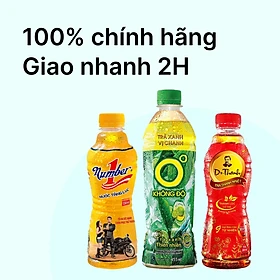 100% chính hãng
Giao nhanh 2H
Number
1
NƯỚC TĂNG LỰC
TRÀ XANH
VỊ CHANH
0°
KHÔNG ĐỘ
Dr Thanh